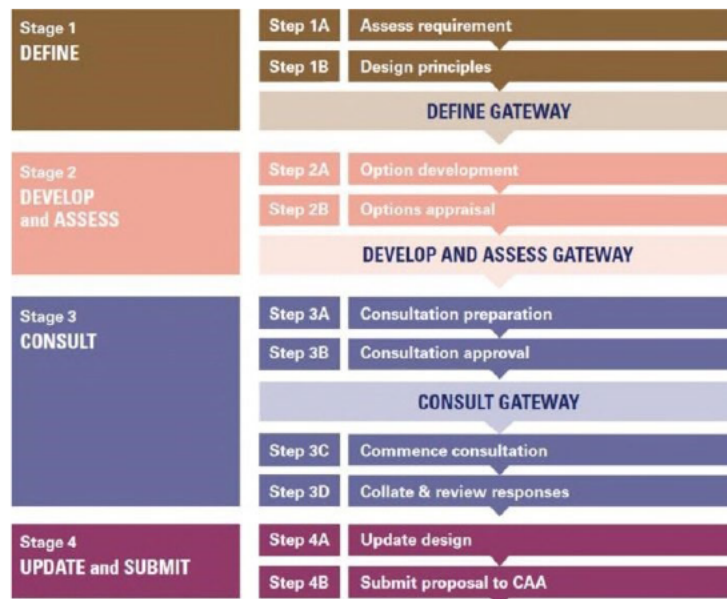 Stage 1
DEFINE
Step 1A Assess requirement
Step 1B Design principles
DEFINE GATEWAY
Stage 2
DEVELOP
and ASSESS
Step 2A Option development
Step 2B Options appraisal
DEVELOP AND ASSESS GATEWAY
Stage 3
CONSULT
Step 3A Consultation preparation
Step 3B Consultation approval
CONSULT GATEWAY
Step 3C Commence consultation
Step 3D Collate & review responses
Stage 4
UPDATE and SUBMIT
Step 4A Update design
Step 4B Submit proposal to CAA